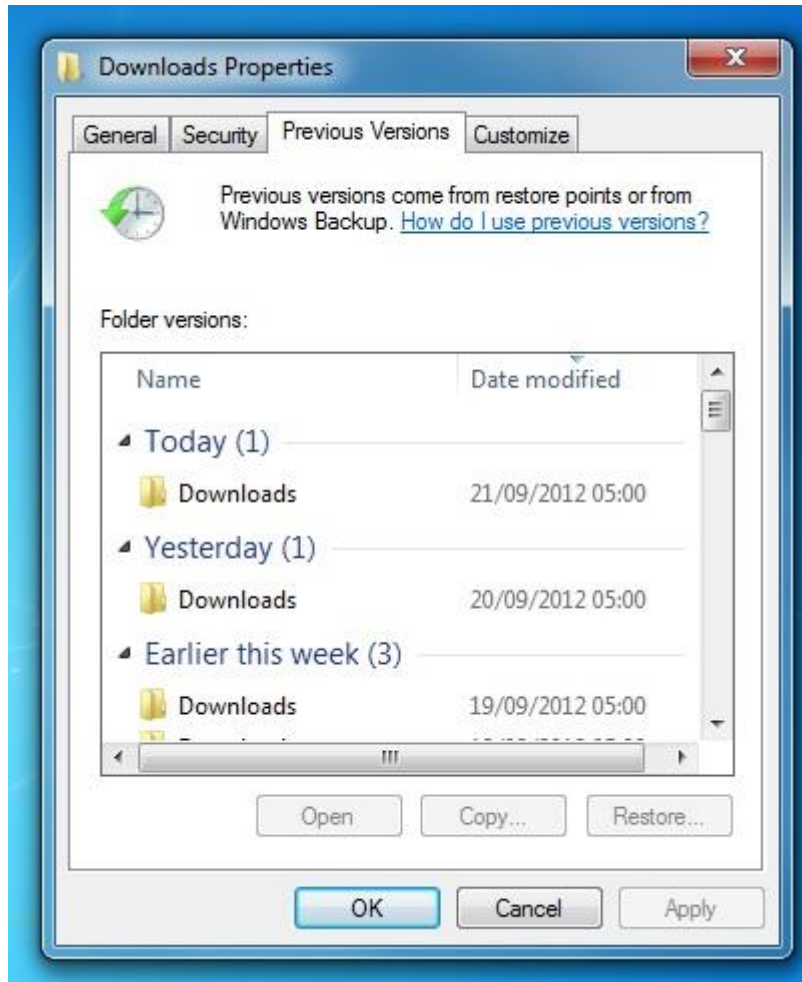 Downloads Properties
General Security Previous Versions Customize
Previous versions come from restore points or from
Windows Backup. How do I use previous versions?
Folder versions:
Name Date modified
Today (1)
Downloads 21/09/2012 05:00
Yesterday (1)
Downloads 20/09/2012 05:00
Earlier this week (3)
Downloads 19/09/2012 05:00
Open Copy... Restore...
OK Cancel Apply